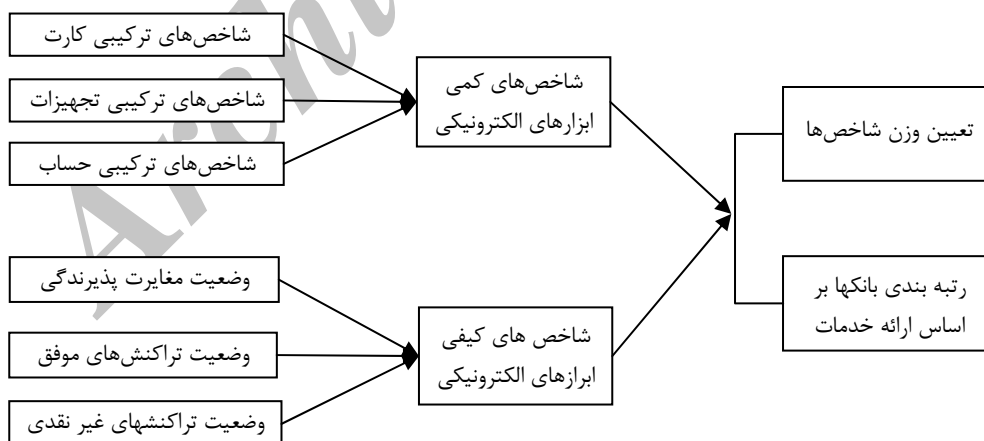 شاخص‌های ترکیبی کارت
شاخص‌های ترکیبی تجهیزات
شاخص‌های ترکیبی حساب
شاخص‌های کمی
ابزارهای الکترونیکی
وضعیت مغایرت پذیرندگی
وضعیت تراکنش‌های موفق
وضعیت تراکنشهای غیر نقدی
شاخص های کیفی
ابرازهای الکترونیکی
تعیین وزن شاخص‌ها
رتبه بندی بانکها بر
اساس ارائه خدمات